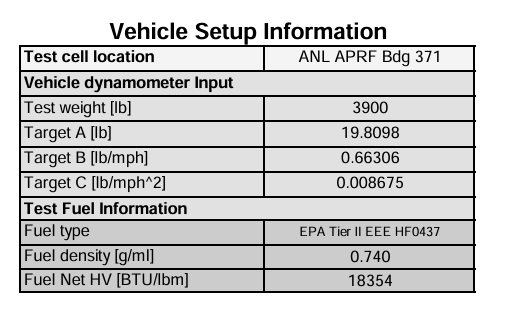 Vehicle Setup Information
Test cell location ANL APRF Bdg 371
Vehicle dynamometer Input
Test weight [lb] 3900
Target A [lb] 19.8098
Target B [lb/mph] 0.66306
Target C [lb/mph^2] 0.008675
Test Fuel Information
Fuel type EPA Tier II EEE HF0437
Fuel density [g/ml] 0.740
Fuel Net HV [BTU/lbm] 18354